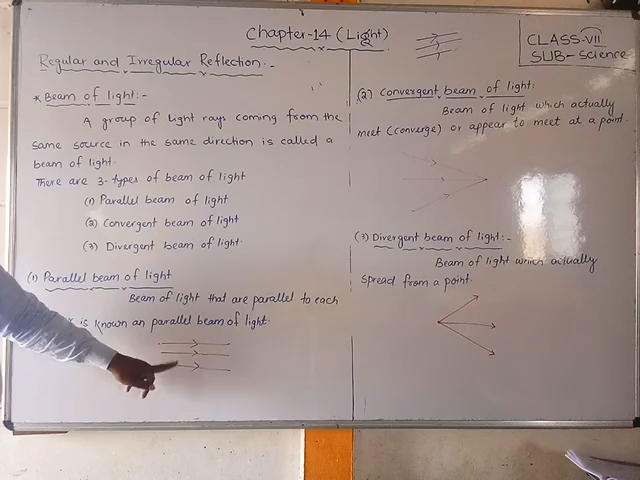 Chapter-14 (Light)
CLASS-VII
SUB-Science
Regular and Irregular Reflection:-
* Beam of light:-
A group of light rays coming from the
same source in the same direction is called a
beam of light.
There are 3-types of beam of light
(1) Parallel beam of light
(2) Convergent beam of light
(3) Divergent beam of light.
(1) Parallel beam of light
Beam of light that are parallel to each
is known an parallel beam of light.
(2) Convergent beam of light:
Beam of light which actually
meet (converge) or appear to meet at a point.
(3) Divergent beam of light:-
Beam of light which actually
spread from a point.